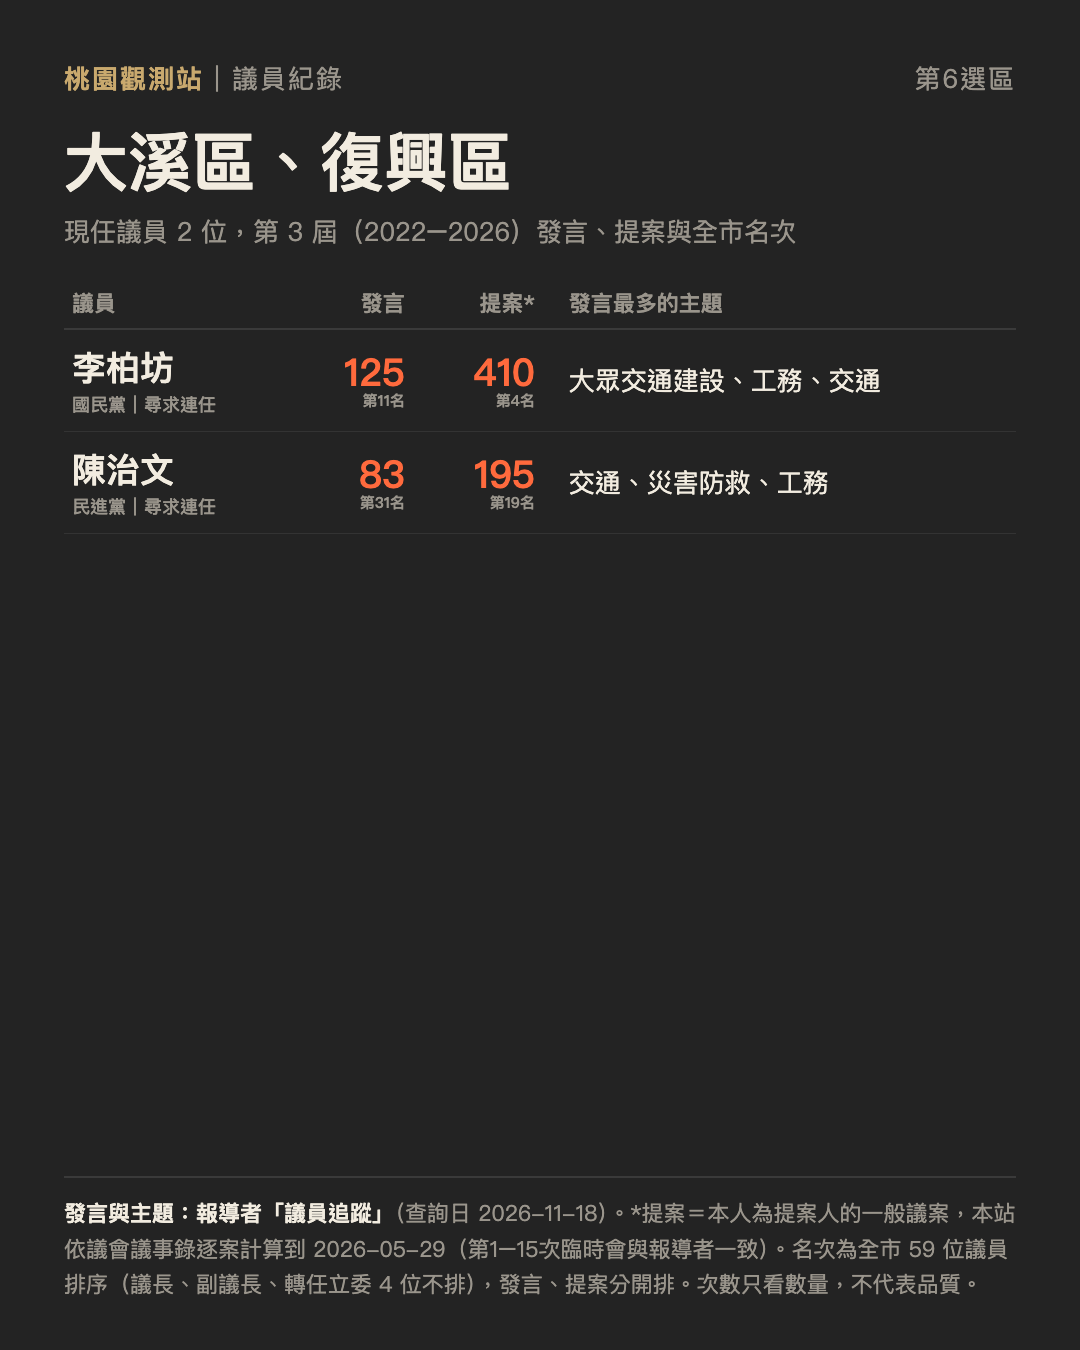 桃園觀測站｜議員紀錄
第6選區
大溪區、復興區
現任議員 2 位，第 3 屆（2022—2026）發言、提案與全市名次
議員 發言 提案* 發言最多的主題
李柏坊 125 410 大眾交通建設、工務、交通
國民黨｜尋求連任 第11名 第4名
陳治文 83 195 交通、災害防救、工務
民進黨｜尋求連任 第31名 第19名
發言與主題：報導者「議員追蹤」（查詢日 2026–11–18）。*提案＝本人為提案人的一般議案，本站
依議會議事錄逐案計算到 2026–05–29（第1—15次臨時會與報導者一致）。名次為全市 59 位議員
排序（議長、副議長、轉任立委 4 位不排），發言、提案分開排。次數只看數量，不代表品質。